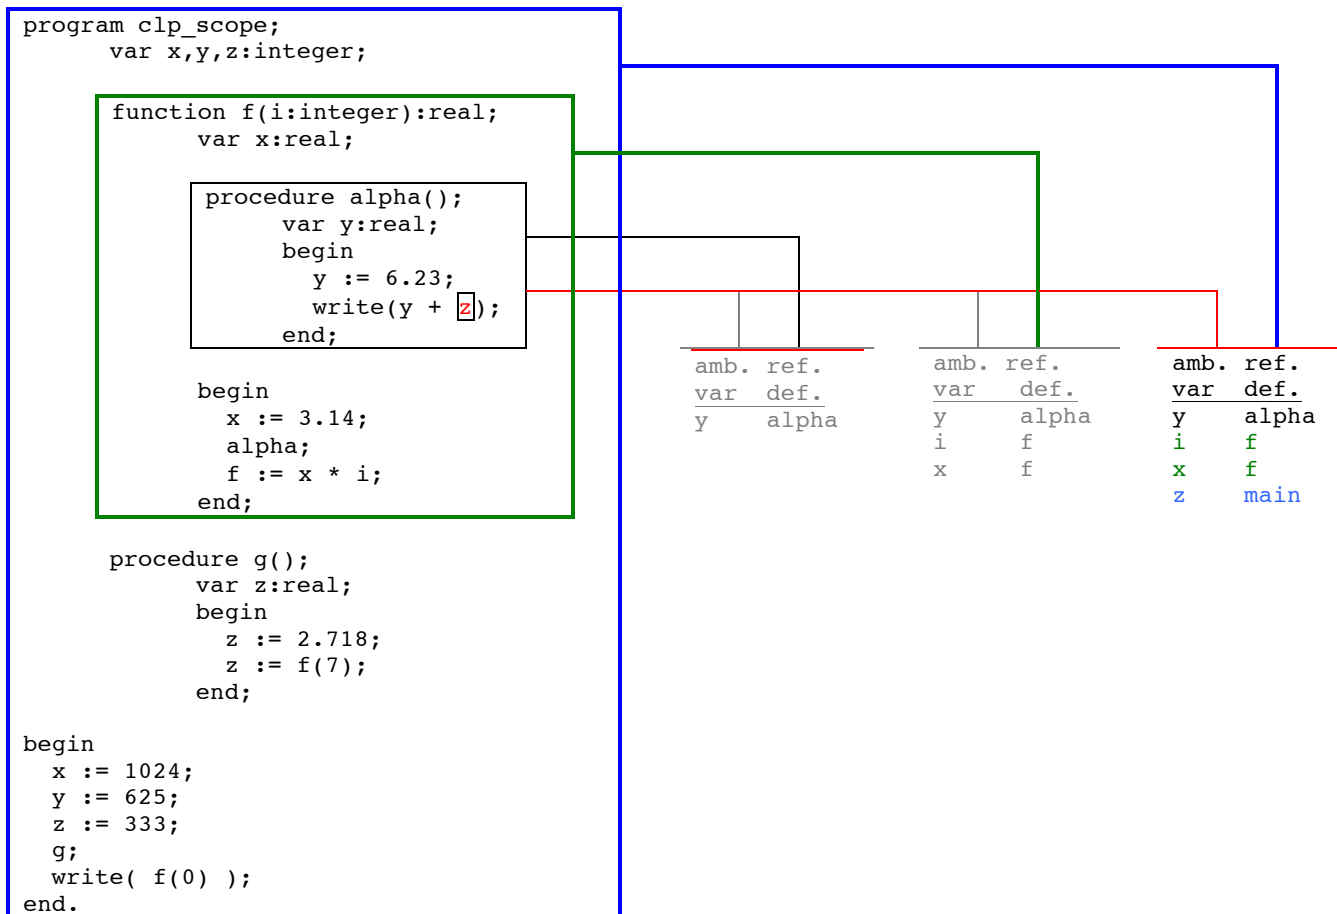 program clp_scope;
var x,y,z:integer;
function f(i:integer):real;
var x:real;
procedure alpha();
var y:real;
begin
y := 6.23;
write(y + z);
end;
begin
x := 3.14;
alpha;
f := x * i;
end;
procedure g();
var z:real;
begin
z := 2.718;
z := f(7);
end;
begin
x := 1024;
y := 625;
z := 333;
g;
write( f(0) );
end.
amb. ref.
var def.
y alpha
amb. ref.
var def.
y alpha
i f
x f
amb. ref.
var def.
y alpha
i f
x f
z main